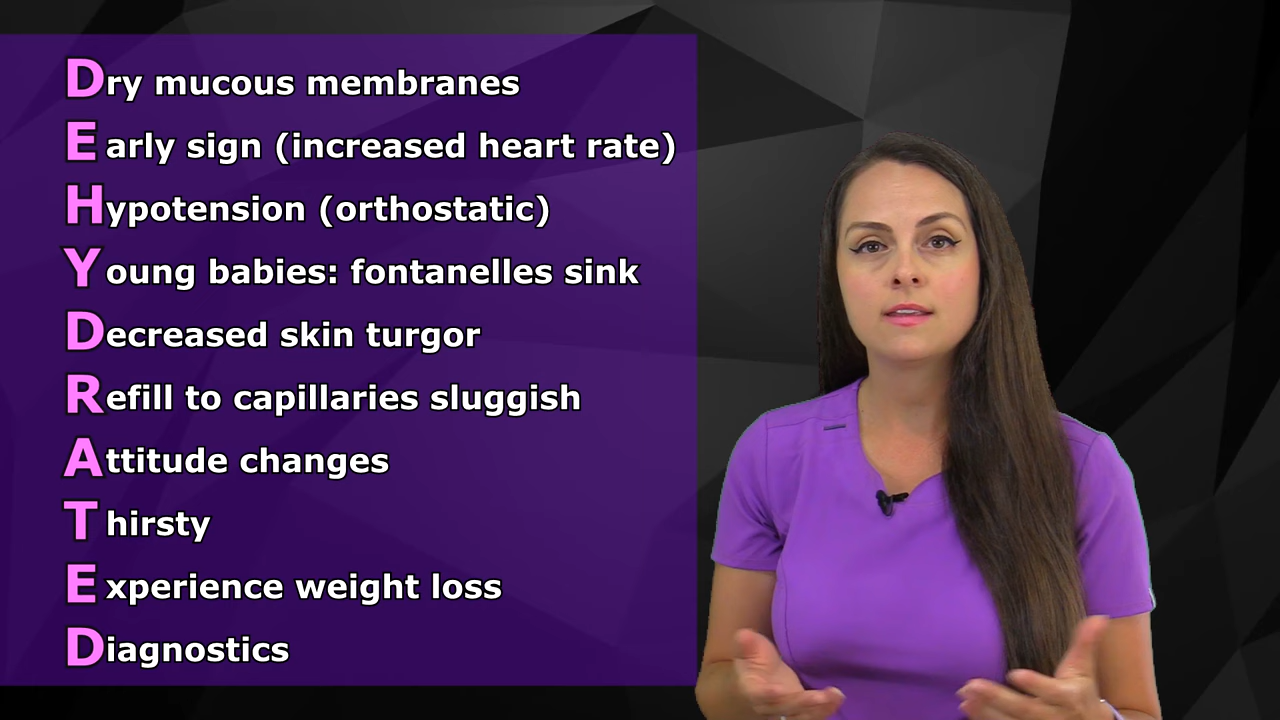 Dry mucous membranes
Early sign (increased heart rate)
Hypotension (orthostatic)
Young babies: fontanelles sink
Decreased skin turgor
Refill to capillaries sluggish
Attitude changes
Thirsty
Experience weight loss
Diagnostics